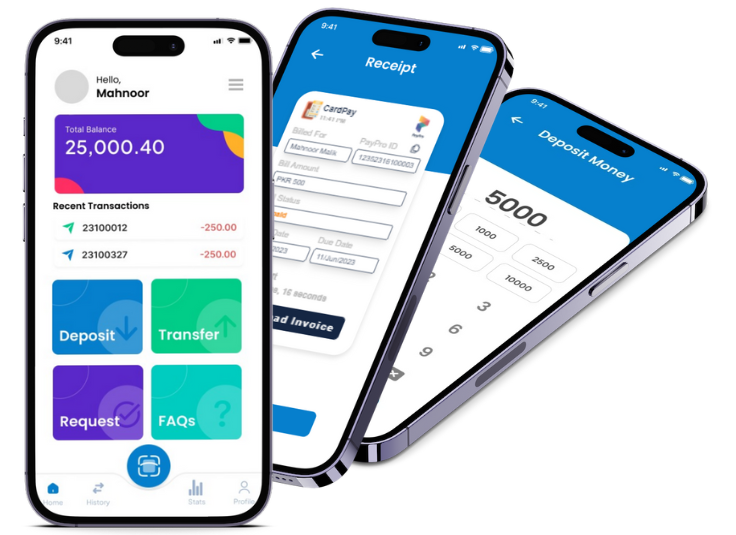 9:41
Hello,
Mahnoor
Total Balance
25,000.40
Recent Transactions
23100012 -250.00
23100327 -250.00
Deposit
Transfer
Request
FAQs
Home
History
Stats
Profile
9:41
Receipt
CardPay
11:41 PM
Billed For
PayPro ID
Mahnoor Malik
Bill Amount
PKR 500
Status
Date
Due Date
2023
11/Jun/2023
, 16 seconds
ad Invoice
9:41
Deposit Money
5000
1000
2500
5000
10000
3
6
9